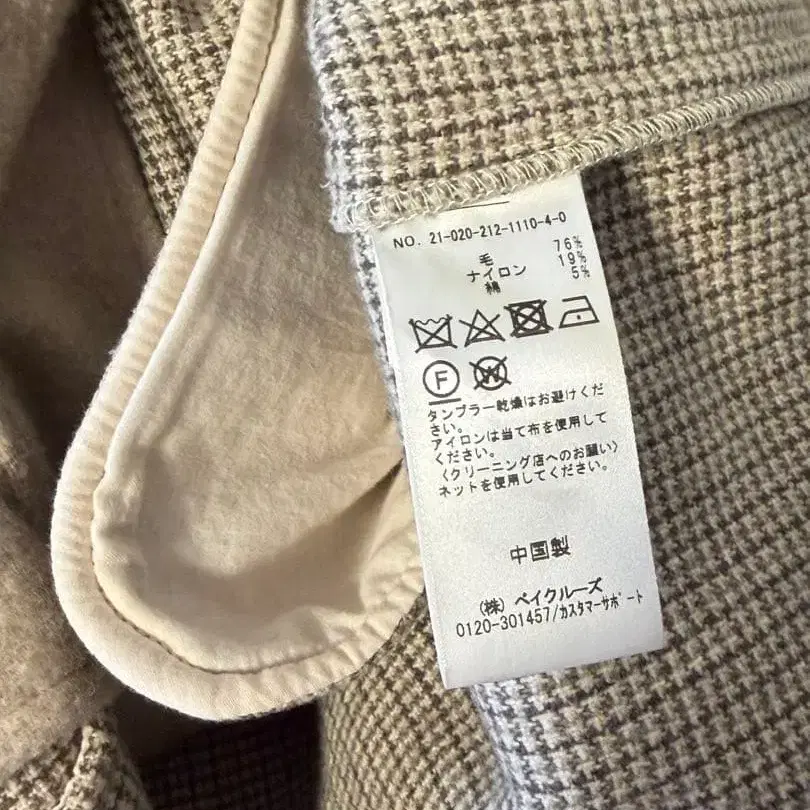 NO. 21-020-212-1110-4-0
毛 76%
ナイロン 19%
綿 5%
F W
タンブラー乾燥はお避けくだ
さい。
アイロンは当て布を使用して
ください。
〈クリーニング店へのお願い〉
ネットを使用してください。
中国製
(株) ベイクルーズ
0120-301457/カスタマーサポート